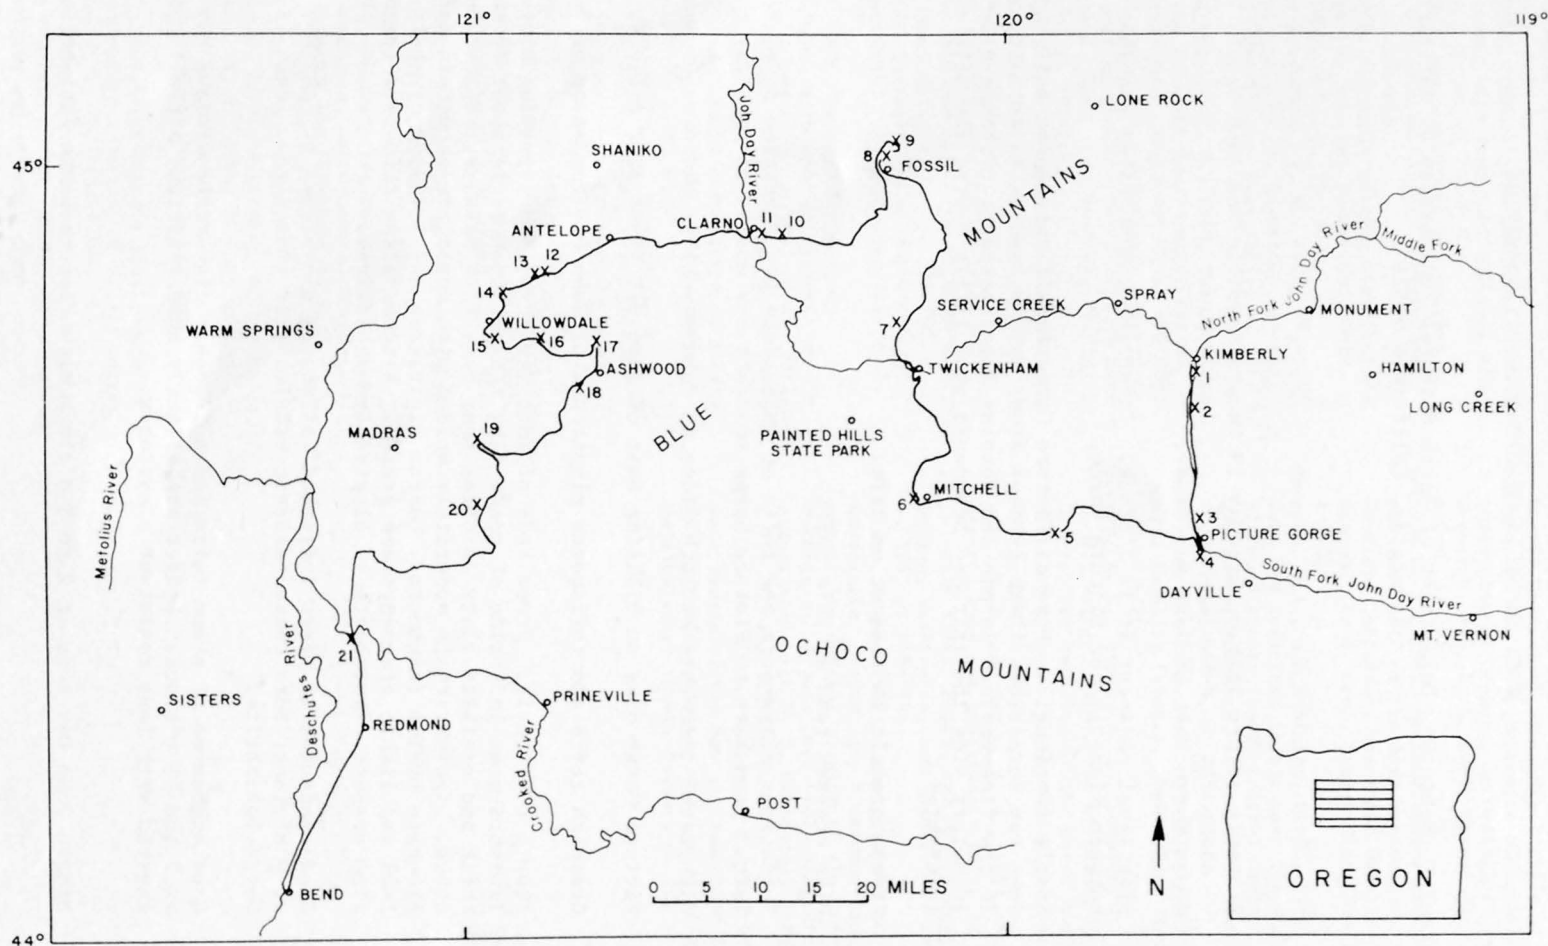 121°
120°
119°
LONE ROCK
Joh Day River
9
SHANIKO
8
FOSSIL
45°
MOUNTAINS
CLARNO
11
10
ANTELOPE
North Fork John Day River
Middle Fork
13
12
14
SERVICE CREEK
SPRAY
WILLOWDALE
7
MONUMENT
WARM SPRINGS
15
16
17
KIMBERLY
ASHWOOD
TWICKENHAM
1
HAMILTON
18
2
LONG CREEK
BLUE
19
MADRAS
PAINTED HILLS
STATE PARK
Metolius River
MITCHELL
6
20
3
5
PICTURE GORGE
4
South Fork John Day River
DAYVILLE
MT. VERNON
21
OCHOCO MOUNTAINS
Deschutes River
SISTERS
PRINEVILLE
REDMOND
Crooked River
POST
N
OREGON
0 5 10 15 20 MILES
BEND
44°